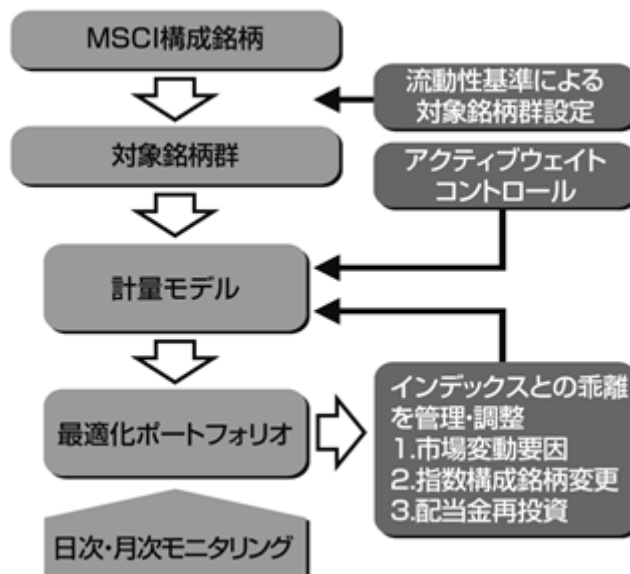 MSCI構成銘柄
流動性基準による
対象銘柄群設定
対象銘柄群
アクティブウェイト
コントロール
計量モデル
最適化ポートフォリオ
インデックスとの乖離
を管理・調整
1.市場変動要因
2.指数構成銘柄変更
3.配当金再投資
日次・月次モニタリング